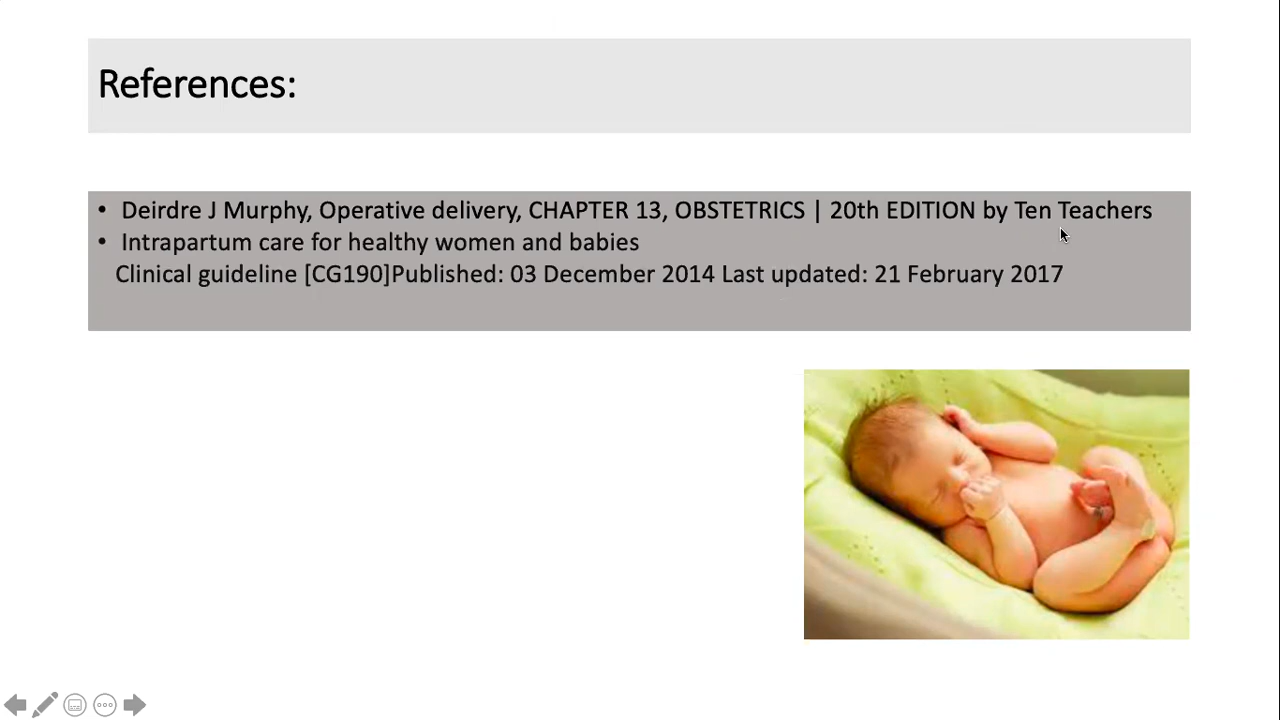 References:
• Deirdre J Murphy, Operative delivery, CHAPTER 13, OBSTETRICS | 20th EDITION by Ten Teachers
• Intrapartum care for healthy women and babies
Clinical guideline [CG190]Published: 03 December 2014 Last updated: 21 February 2017